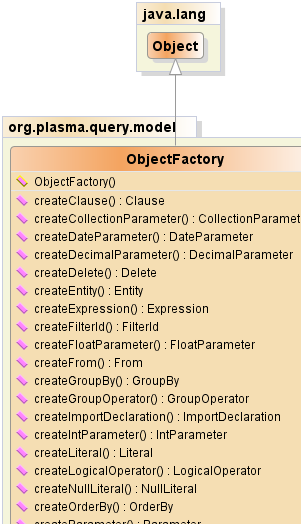 java.lang
Object
org.plasma.query.model
ObjectFactory
ObjectFactory()
createClause() : Clause
createCollectionParameter() : CollectionParamet
createDateParameter() : DateParameter
createDecimalParameter() : DecimalParameter
createDelete() : Delete
createEntity() : Entity
createExpression() : Expression
createFilterId() : FilterId
createFloatParameter() : FloatParameter
createFrom() : From
createGroupBy() : GroupBy
createGroupOperator() : GroupOperator
createImportDeclaration() : ImportDeclaration
createIntParameter() : IntParameter
createLiteral() : Literal
createLogicalOperator() : LogicalOperator
createNullLiteral() : NullLiteral
createOrderBy() : OrderBy
createParameter() : Parameter